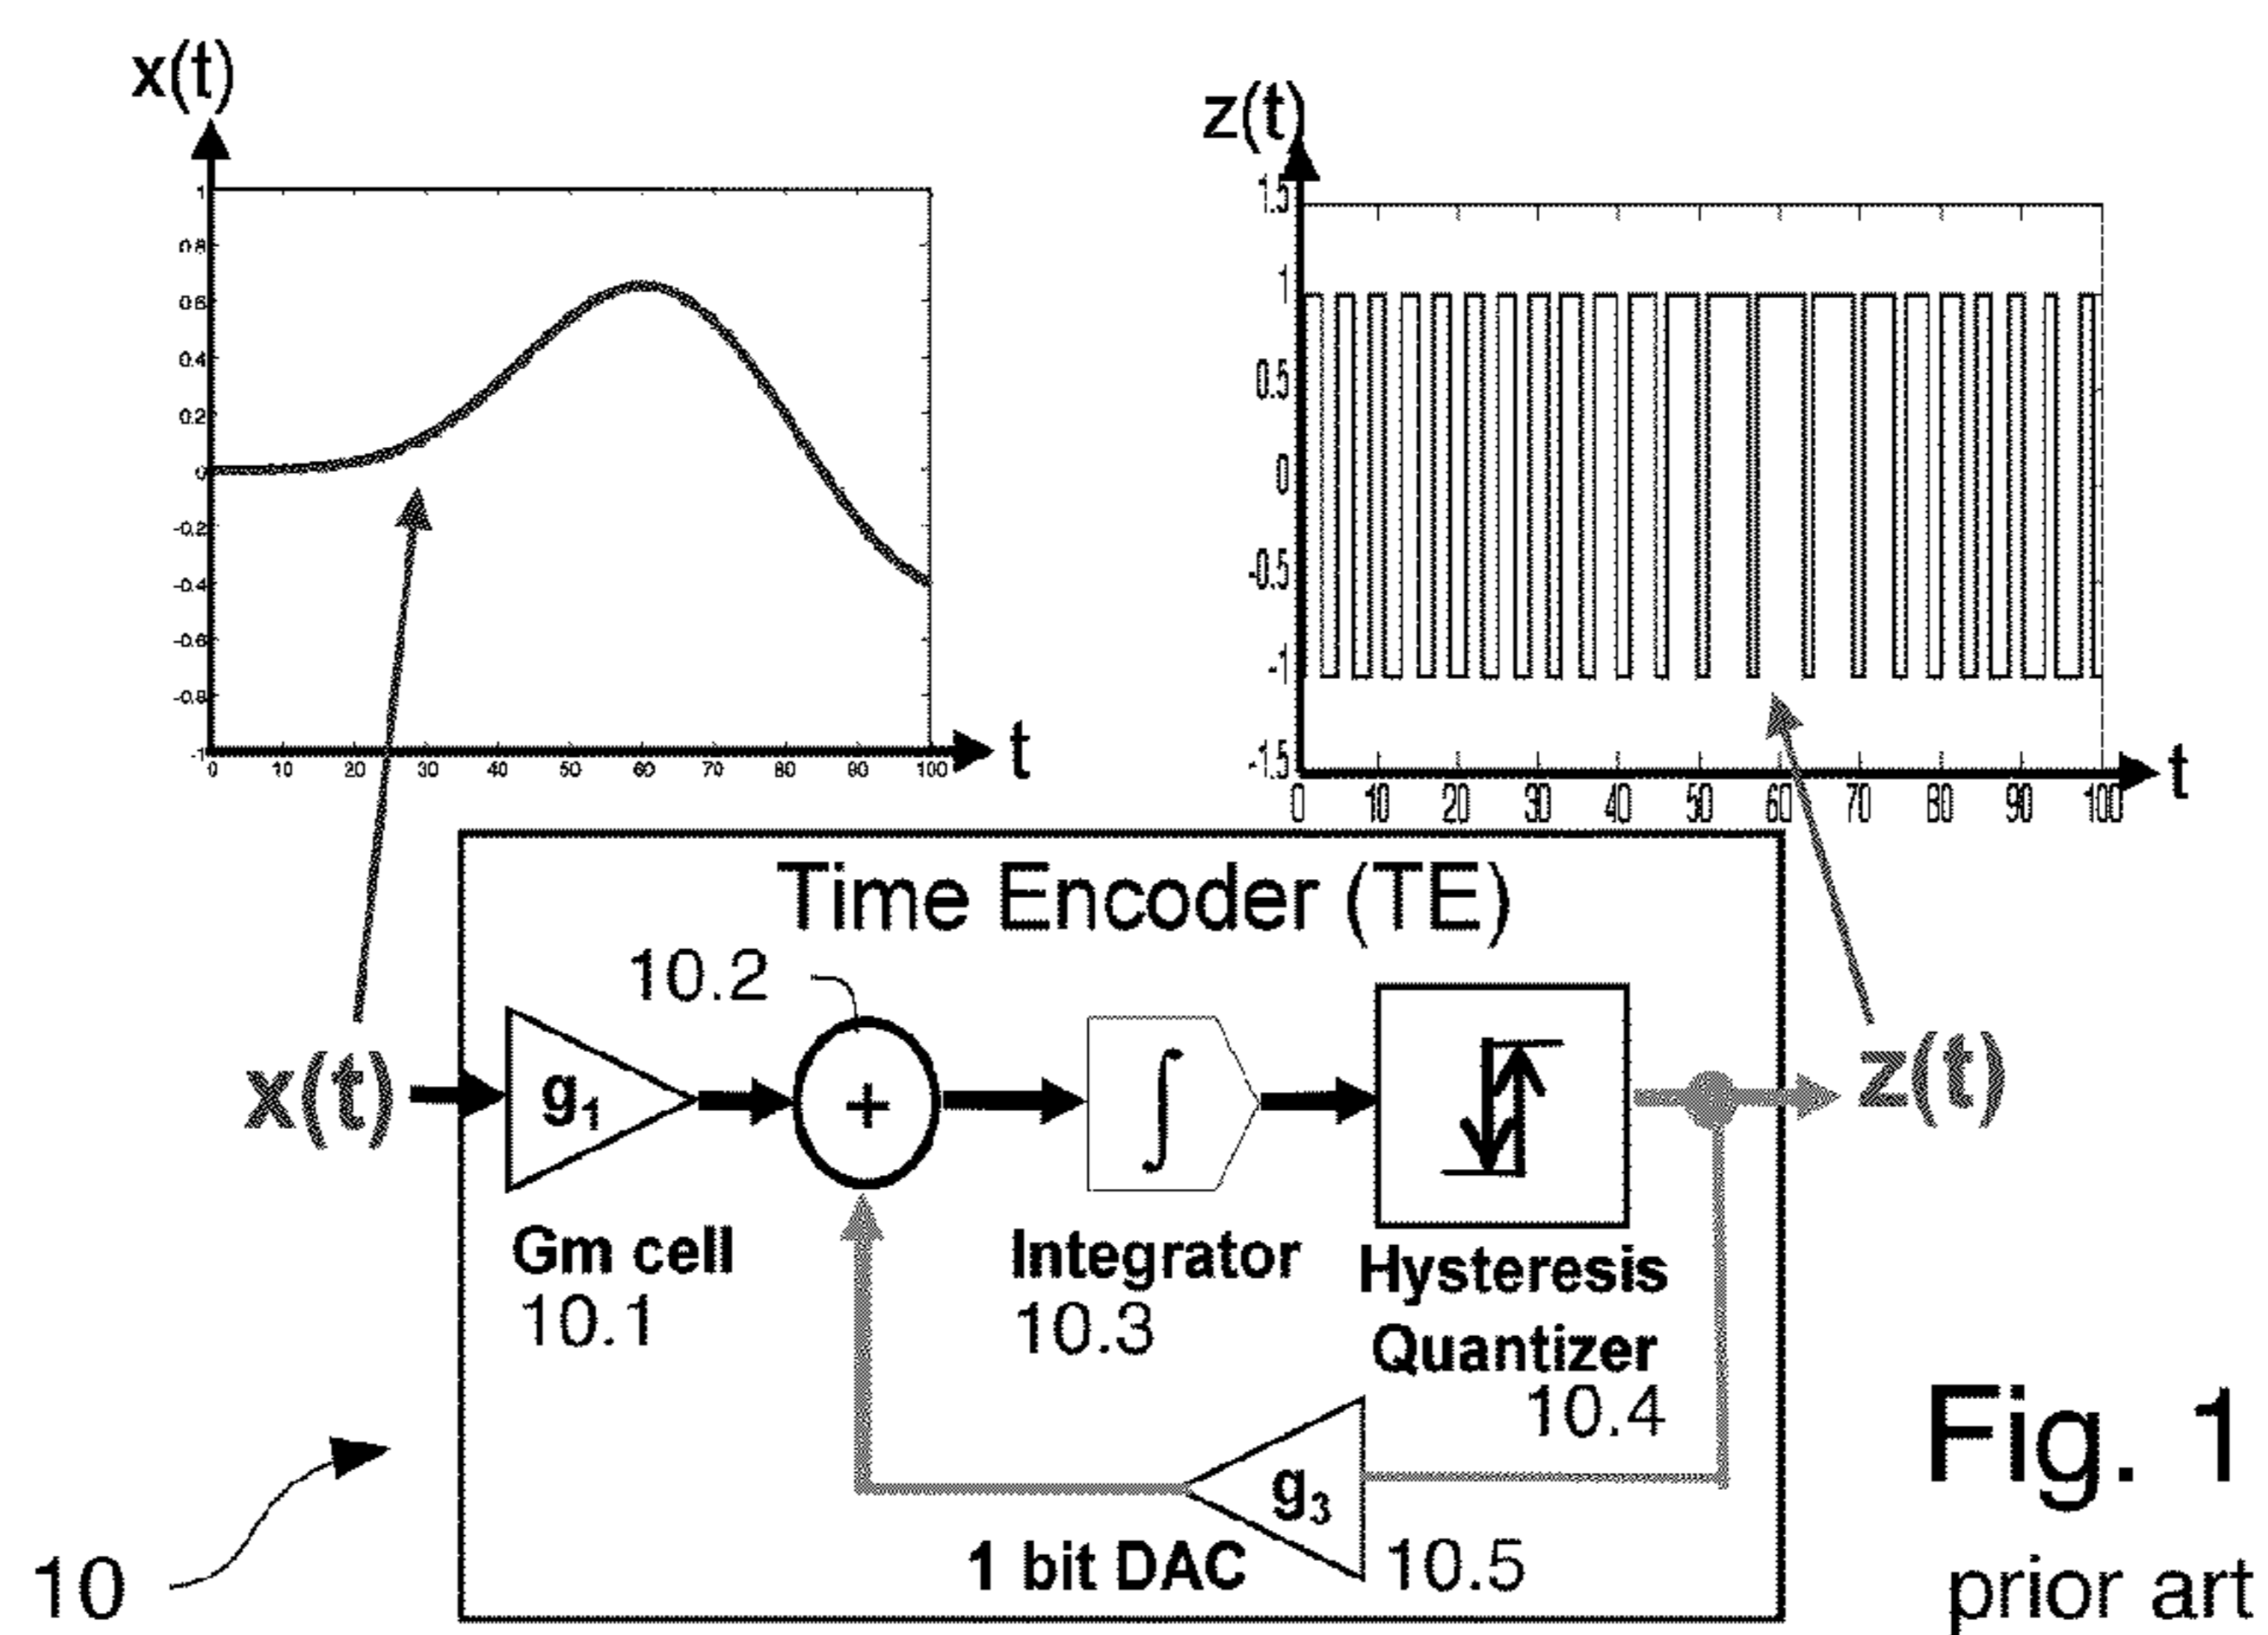 x(t)
1
0.8
0.6
0.4
0.2
0
-0.2
-0.4
-0.6
-0.8
-1
0 10 20 30 40 50 60 70 80 90 100
t
z(t)
1.5
1
0.5
0
-0.5
-1
-1.5
0 10 20 30 40 50 60 70 80 90 100
t
Time Encoder (TE)
10.2
x(t)
g1
+
∫
z(t)
Gm cell
10.1
Integrator
10.3
Hysteresis
Quantizer
10.4
g3
1 bit DAC
10.5
10
Fig. 1
prior art